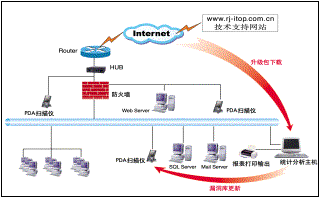 www.rj-itop.com.cn
技术支持网站
Internet
Router
HUB
升级包下载
防火墙
PDA扫描仪
Web Server
PDA扫描仪
PDA扫描仪
SQL Server
Mail Server
报表打印输出
统计分析主机
漏洞库更新